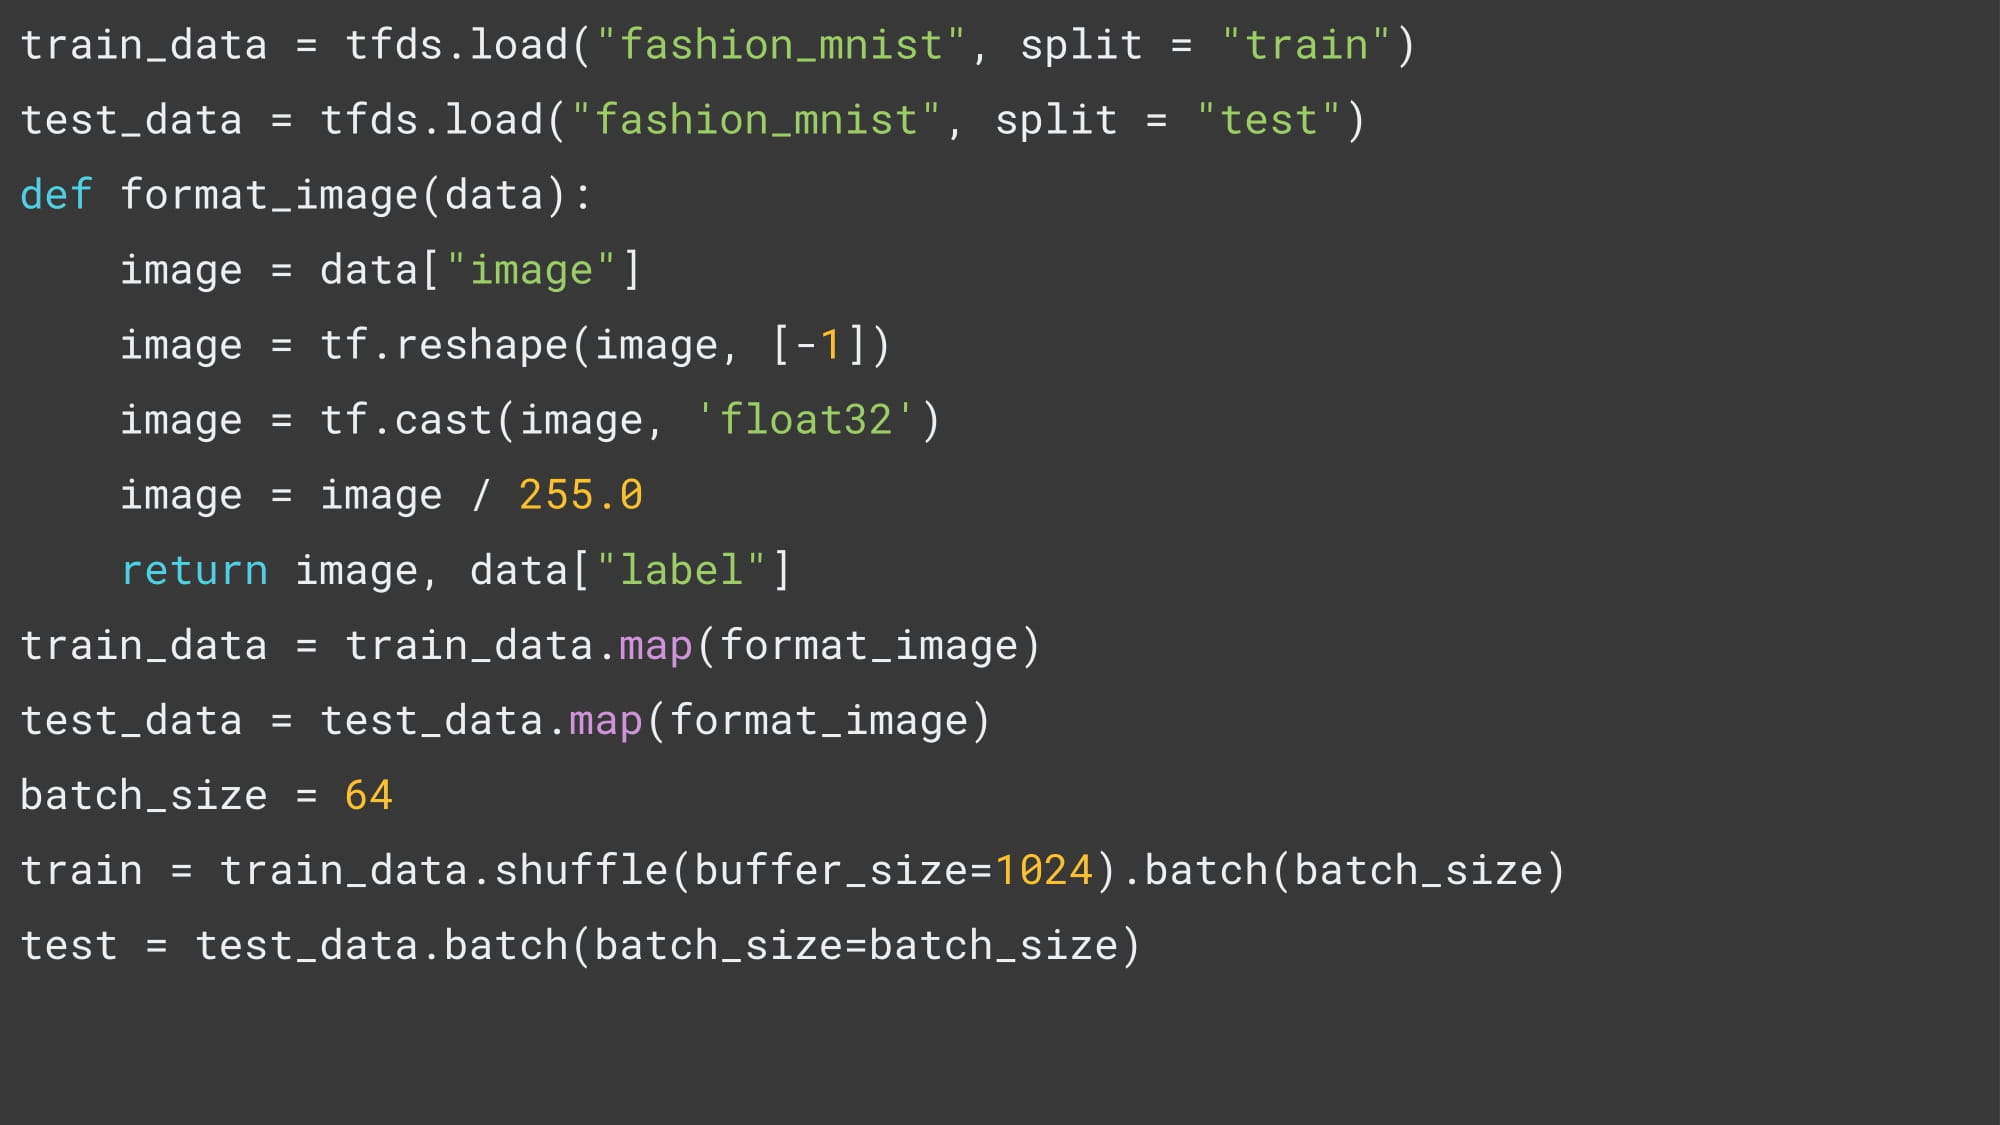 train_data = tfds.load("fashion_mnist", split = "train")
test_data = tfds.load("fashion_mnist", split = "test")
def format_image(data):
    image = data["image"]
    image = tf.reshape(image, [-1])
    image = tf.cast(image, 'float32')
    image = image / 255.0
    return image, data["label"]
train_data = train_data.map(format_image)
test_data = test_data.map(format_image)
batch_size = 64
train = train_data.shuffle(buffer_size=1024).batch(batch_size)
test = test_data.batch(batch_size=batch_size)